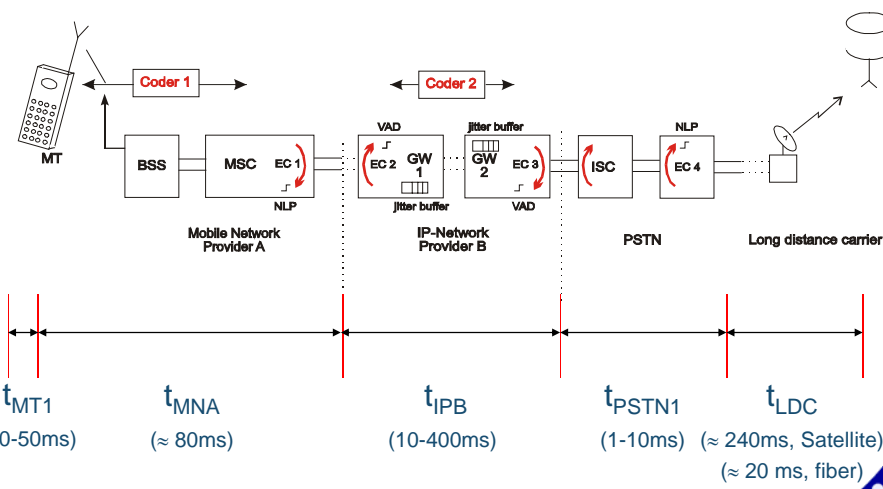 Coder 1
Coder 2
MT
BSS
MSC
EC 1
NLP
VAD
EC 2
GW
1
jitter buffer
jitter buffer
GW
2
EC 3
VAD
ISC
NLP
EC 4
Mobile Network
Provider A
IP-Network
Provider B
PSTN
Long distance carrier
tMT1
tMNA
tIPB
tPSTN1
tLDC
0-50ms)
(≈ 80ms)
(10-400ms)
(1-10ms)
(≈ 240ms, Satellite)
(≈ 20 ms, fiber)